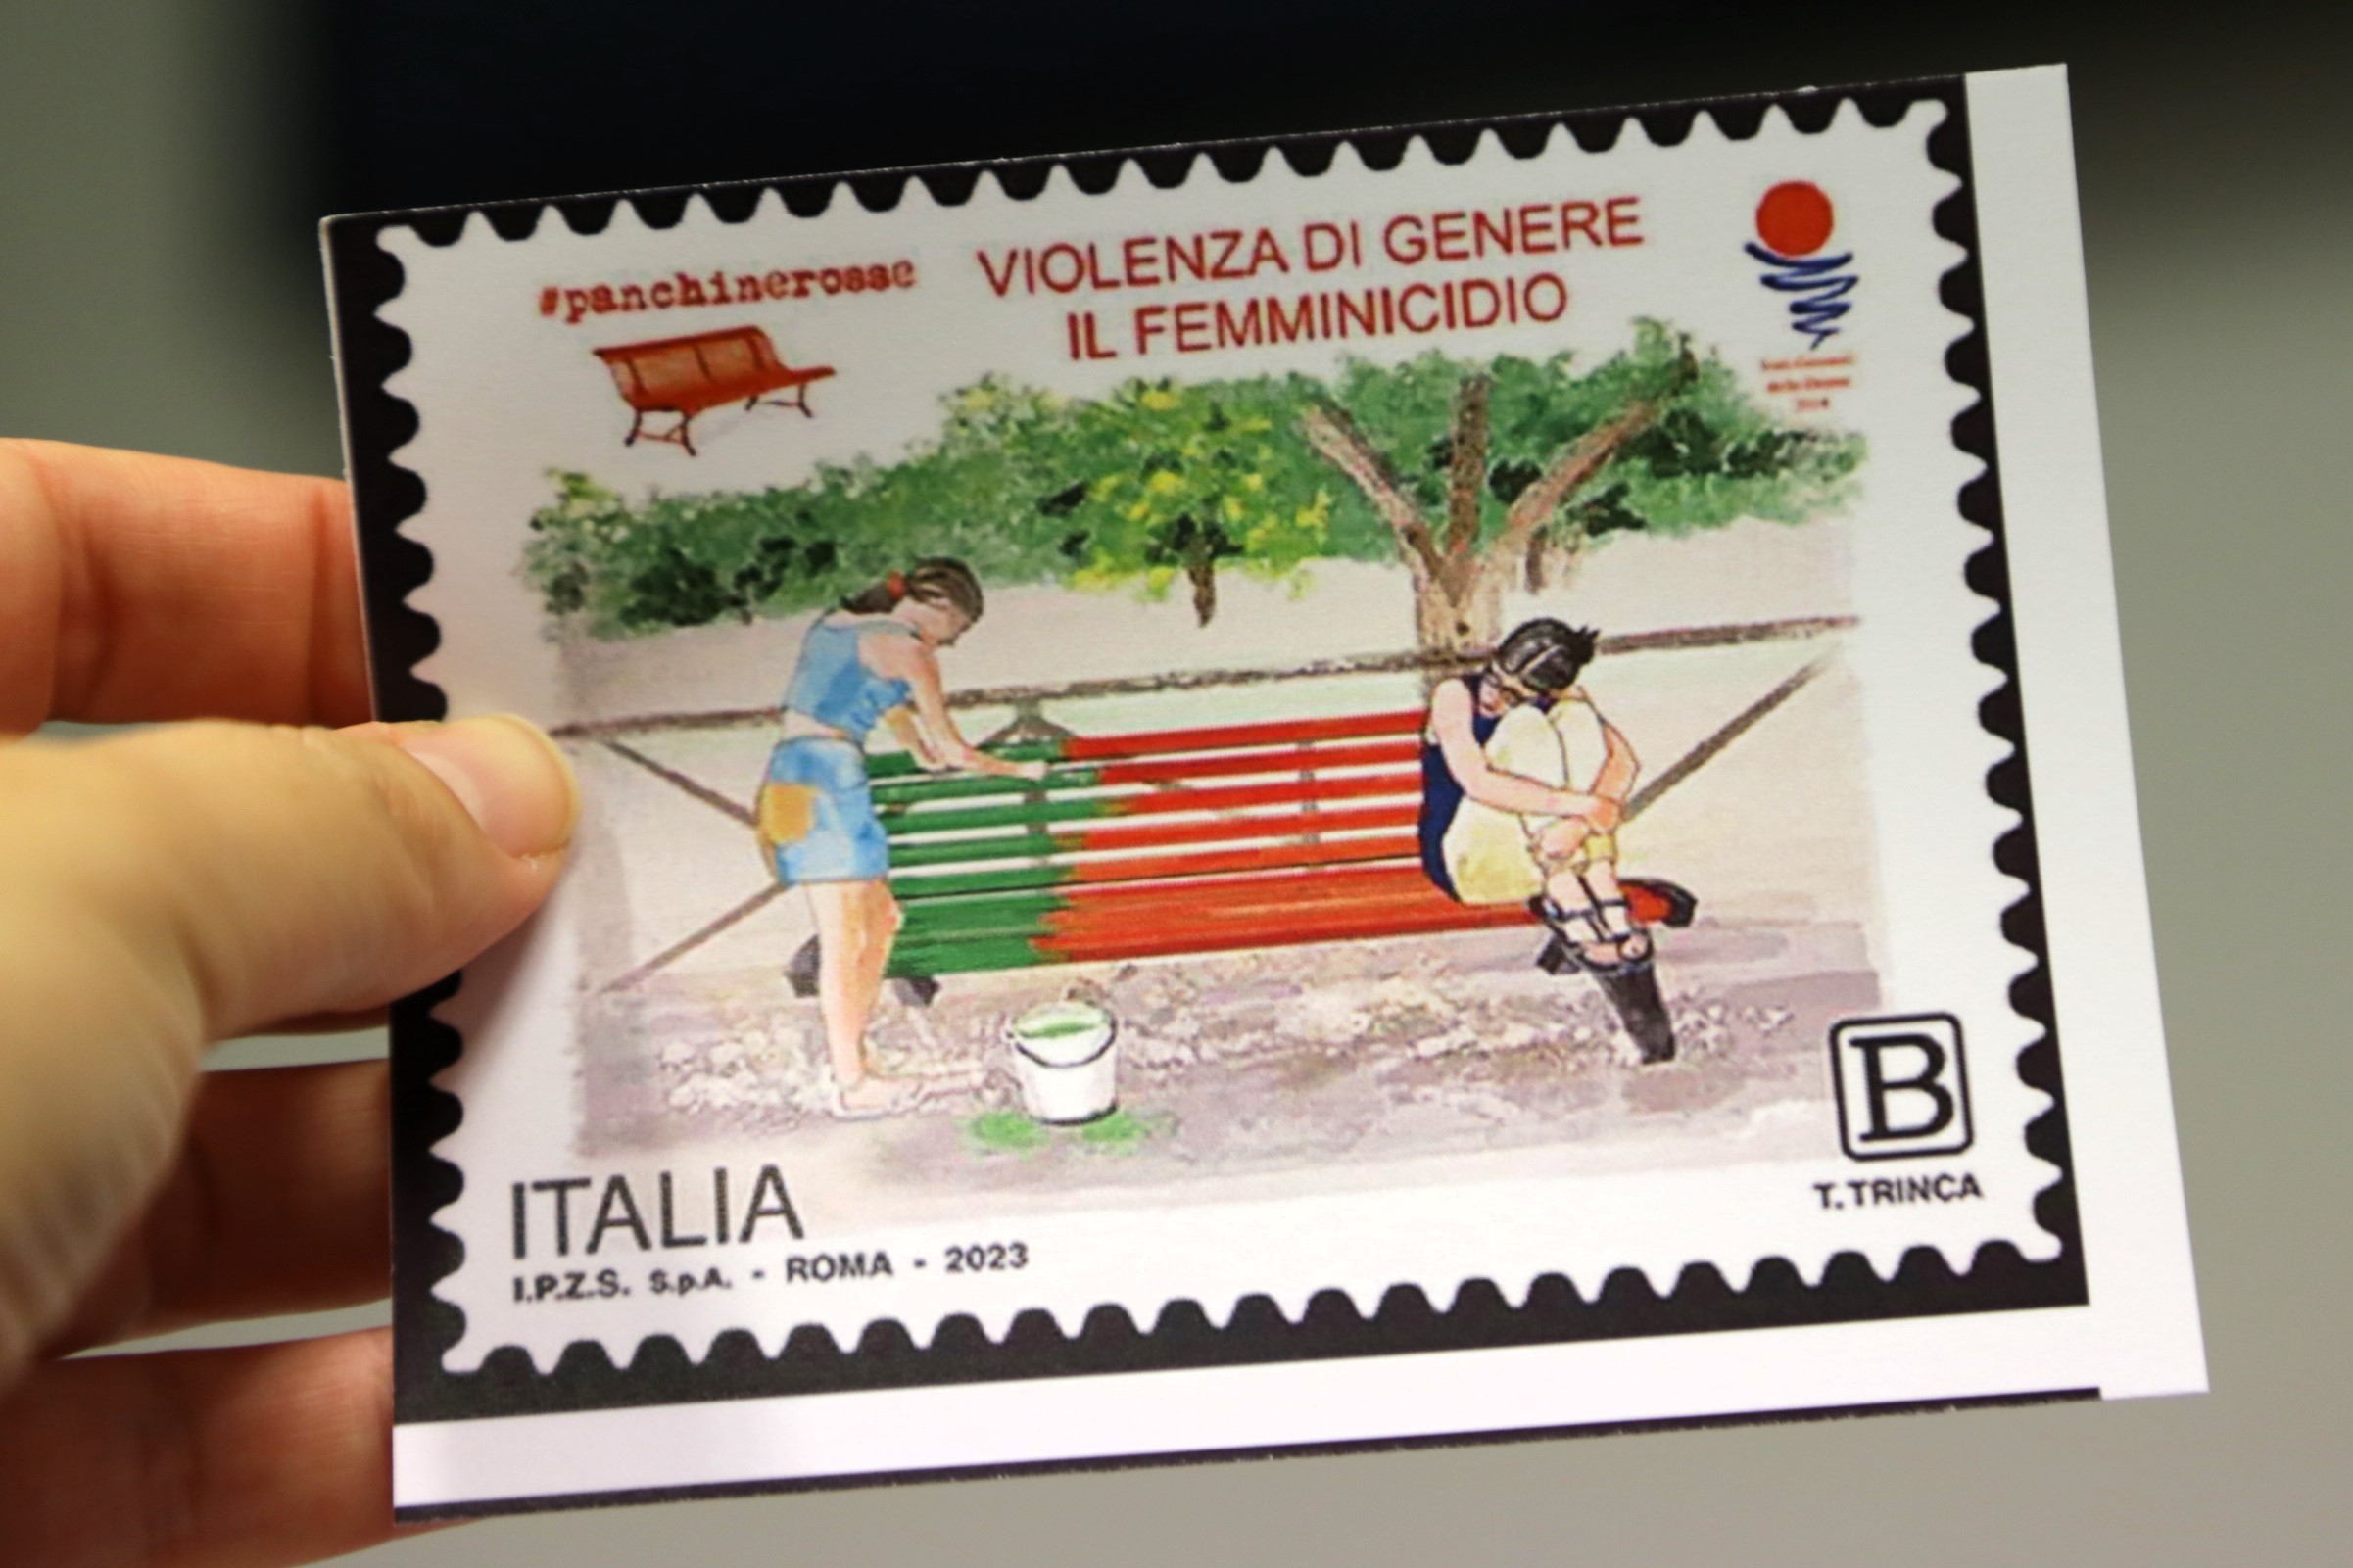 #panchinerosse
VIOLENZA DI GENERE
IL FEMMINICIDIO
B
T. TRINCA
ITALIA
I.P.Z.S. S.p.A. - ROMA - 2023